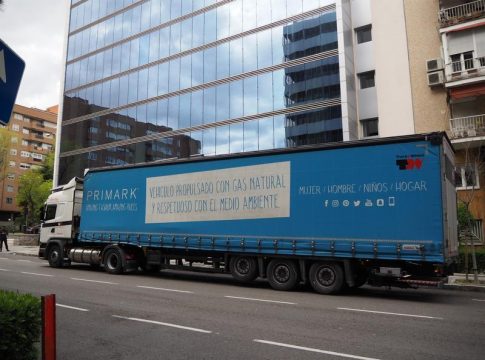 PRIMARK
AMAZING FASHION, AMAZING PRICES
VEHÍCULO PROPULSADO CON GAS NATURAL
Y RESPETUOSO CON EL MEDIO AMBIENTE
MUJER / HOMBRE / NIÑOS / HOGAR